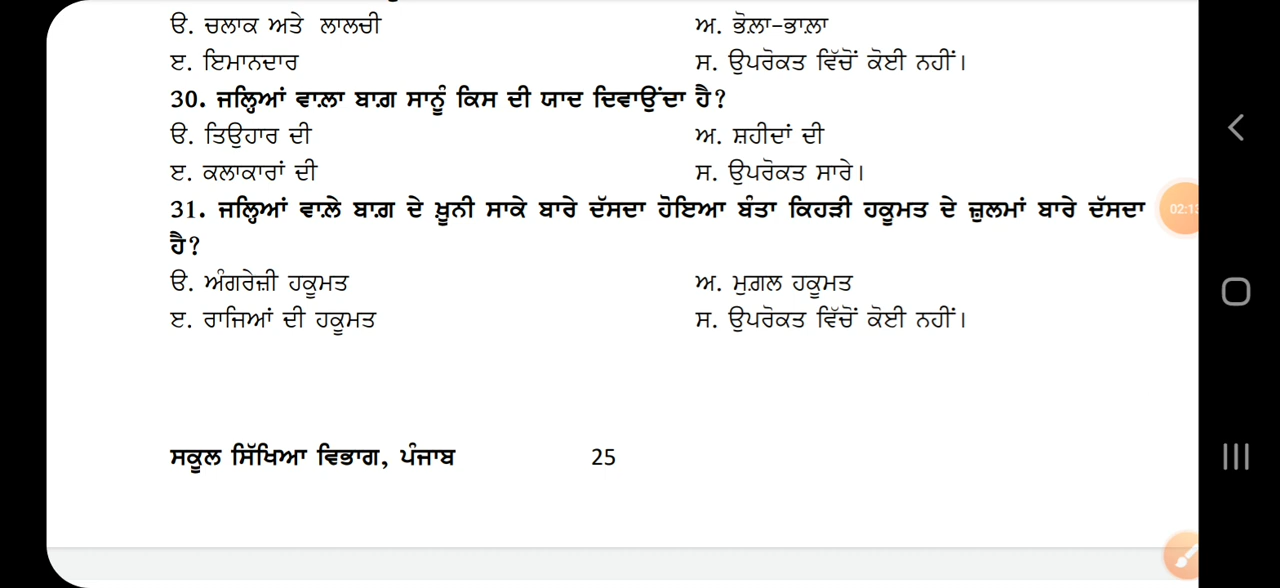 ੳ. ਚਲਾਕ ਅਤੇ ਲਾਲਚੀ ਅ. ਭੋਲਾ-ਭਾਲਾ
ੲ. ਇਮਾਨਦਾਰ ਸ. ਉਪਰੋਕਤ ਵਿੱਚੋਂ ਕੋਈ ਨਹੀਂ।
30. ਜਲ੍ਹਿਆਂ ਵਾਲ਼ਾ ਬਾਗ਼ ਸਾਨੂੰ ਕਿਸ ਦੀ ਯਾਦ ਦਿਵਾਉਂਦਾ ਹੈ?
ੳ. ਤਿਉਹਾਰ ਦੀ ਅ. ਸ਼ਹੀਦਾਂ ਦੀ
ੲ. ਕਲਾਕਾਰਾਂ ਦੀ ਸ. ਉਪਰੋਕਤ ਸਾਰੇ।
31. ਜਲ੍ਹਿਆਂ ਵਾਲ਼ੇ ਬਾਗ਼ ਦੇ ਖ਼ੂਨੀ ਸਾਕੇ ਬਾਰੇ ਦੱਸਦਾ ਹੋਇਆ ਬੰਤਾ ਕਿਹੜੀ ਹਕੂਮਤ ਦੇ ਜ਼ੁਲਮਾਂ ਬਾਰੇ ਦੱਸਦਾ
ਹੈ?
ੳ. ਅੰਗਰੇਜ਼ੀ ਹਕੂਮਤ ਅ. ਮੁਗ਼ਲ ਹਕੂਮਤ
ੲ. ਰਾਜਿਆਂ ਦੀ ਹਕੂਮਤ ਸ. ਉਪਰੋਕਤ ਵਿੱਚੋਂ ਕੋਈ ਨਹੀਂ।
ਸਕੂਲ ਸਿੱਖਿਆ ਵਿਭਾਗ, ਪੰਜਾਬ 25